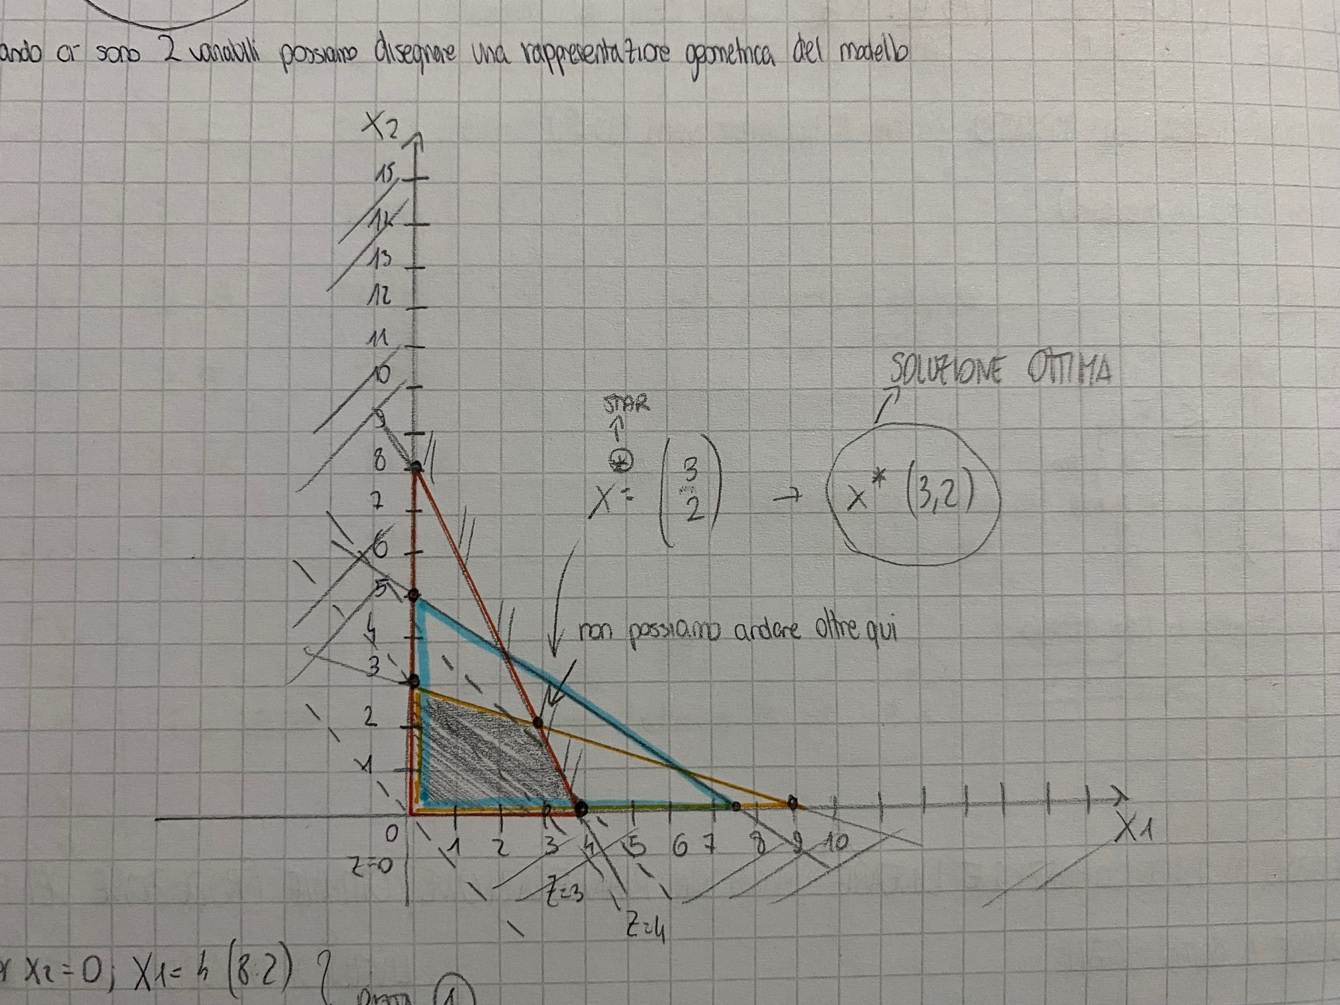 ando ci sono 2 variabili possiamo disegnare una rappresentazione geometrica del modello
X2
15
14
13
12
11
10
9
8
7
6
5
4
3
2
1
0
1 2 3 4 5 6 7 8 9 10
X1
STAR
*
X = (3
2)
→ x* (3,2)
SOLUZIONE OTTIMA
non possiamo andare oltre qui
Z=0
Z=3
Z=4
x2=0; X1=4 (8:2)
1